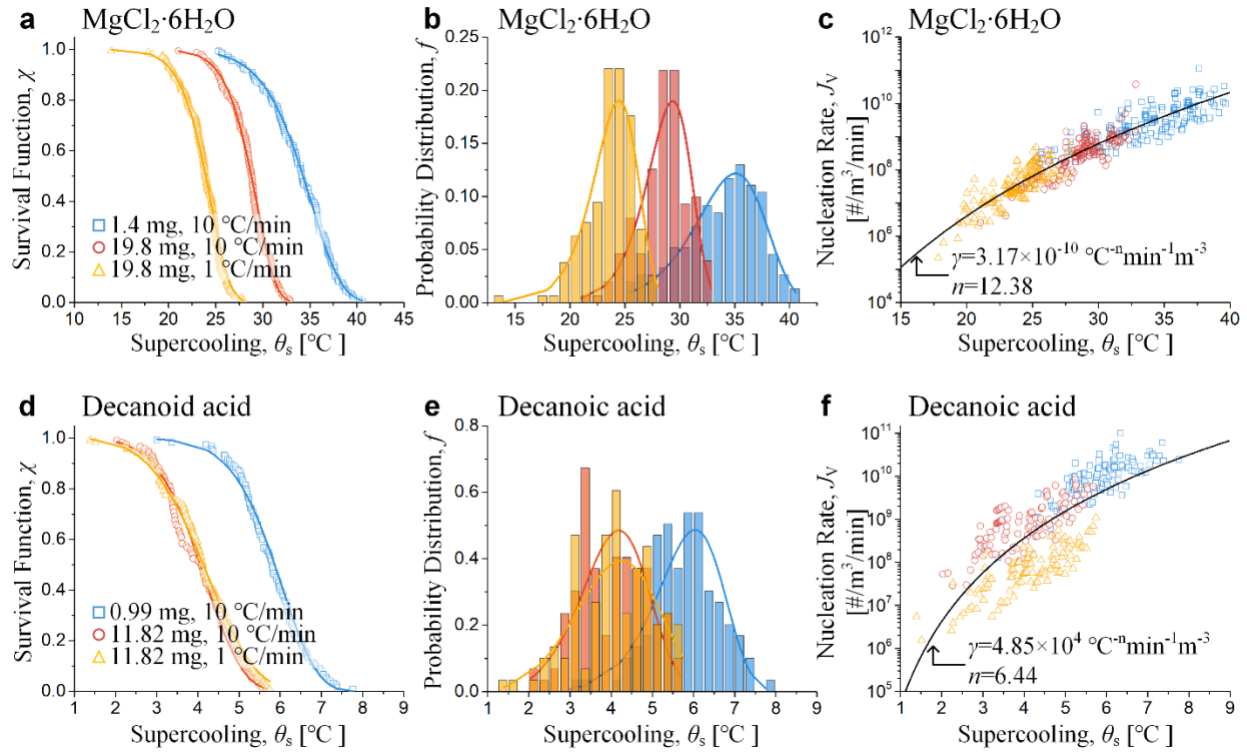 a MgCl₂·6H₂O
Survival Function, χ
1.0
0.8
0.6
0.4
0.2
0.0
1.4 mg, 10 °C/min
19.8 mg, 10 °C/min
19.8 mg, 1 °C/min
10 15 20 25 30 35 40 45
Supercooling, θs [°C ]
b MgCl₂·6H₂O
Probability Distribution, f
0.25
0.20
0.15
0.10
0.05
0.00
15 20 25 30 35 40
Supercooling, θs [°C ]
c MgCl₂·6H₂O
Nucleation Rate, JV
[#/m³/min]
10¹²
10¹⁰
10⁸
10⁶
10⁴
γ=3.17×10⁻¹⁰ °C⁻ⁿmin⁻¹m⁻³
n=12.38
15 20 25 30 35 40
Supercooling, θs [°C ]
d Decanoid acid
Survival Function, χ
1.0
0.8
0.6
0.4
0.2
0.0
0.99 mg, 10 °C/min
11.82 mg, 10 °C/min
11.82 mg, 1 °C/min
1 2 3 4 5 6 7 8 9
Supercooling, θs [°C ]
e Decanoic acid
Probability Distribution, f
0.8
0.6
0.4
0.2
0.0
1 2 3 4 5 6 7 8 9
Supercooling, θs [°C ]
f Decanoic acid
Nucleation Rate, JV
[#/m³/min]
10¹¹
10¹⁰
10⁹
10⁸
10⁷
10⁶
10⁵
γ=4.85×10⁴ °C⁻ⁿmin⁻¹m⁻³
n=6.44
1 2 3 4 5 6 7 8 9
Supercooling, θs [°C ]